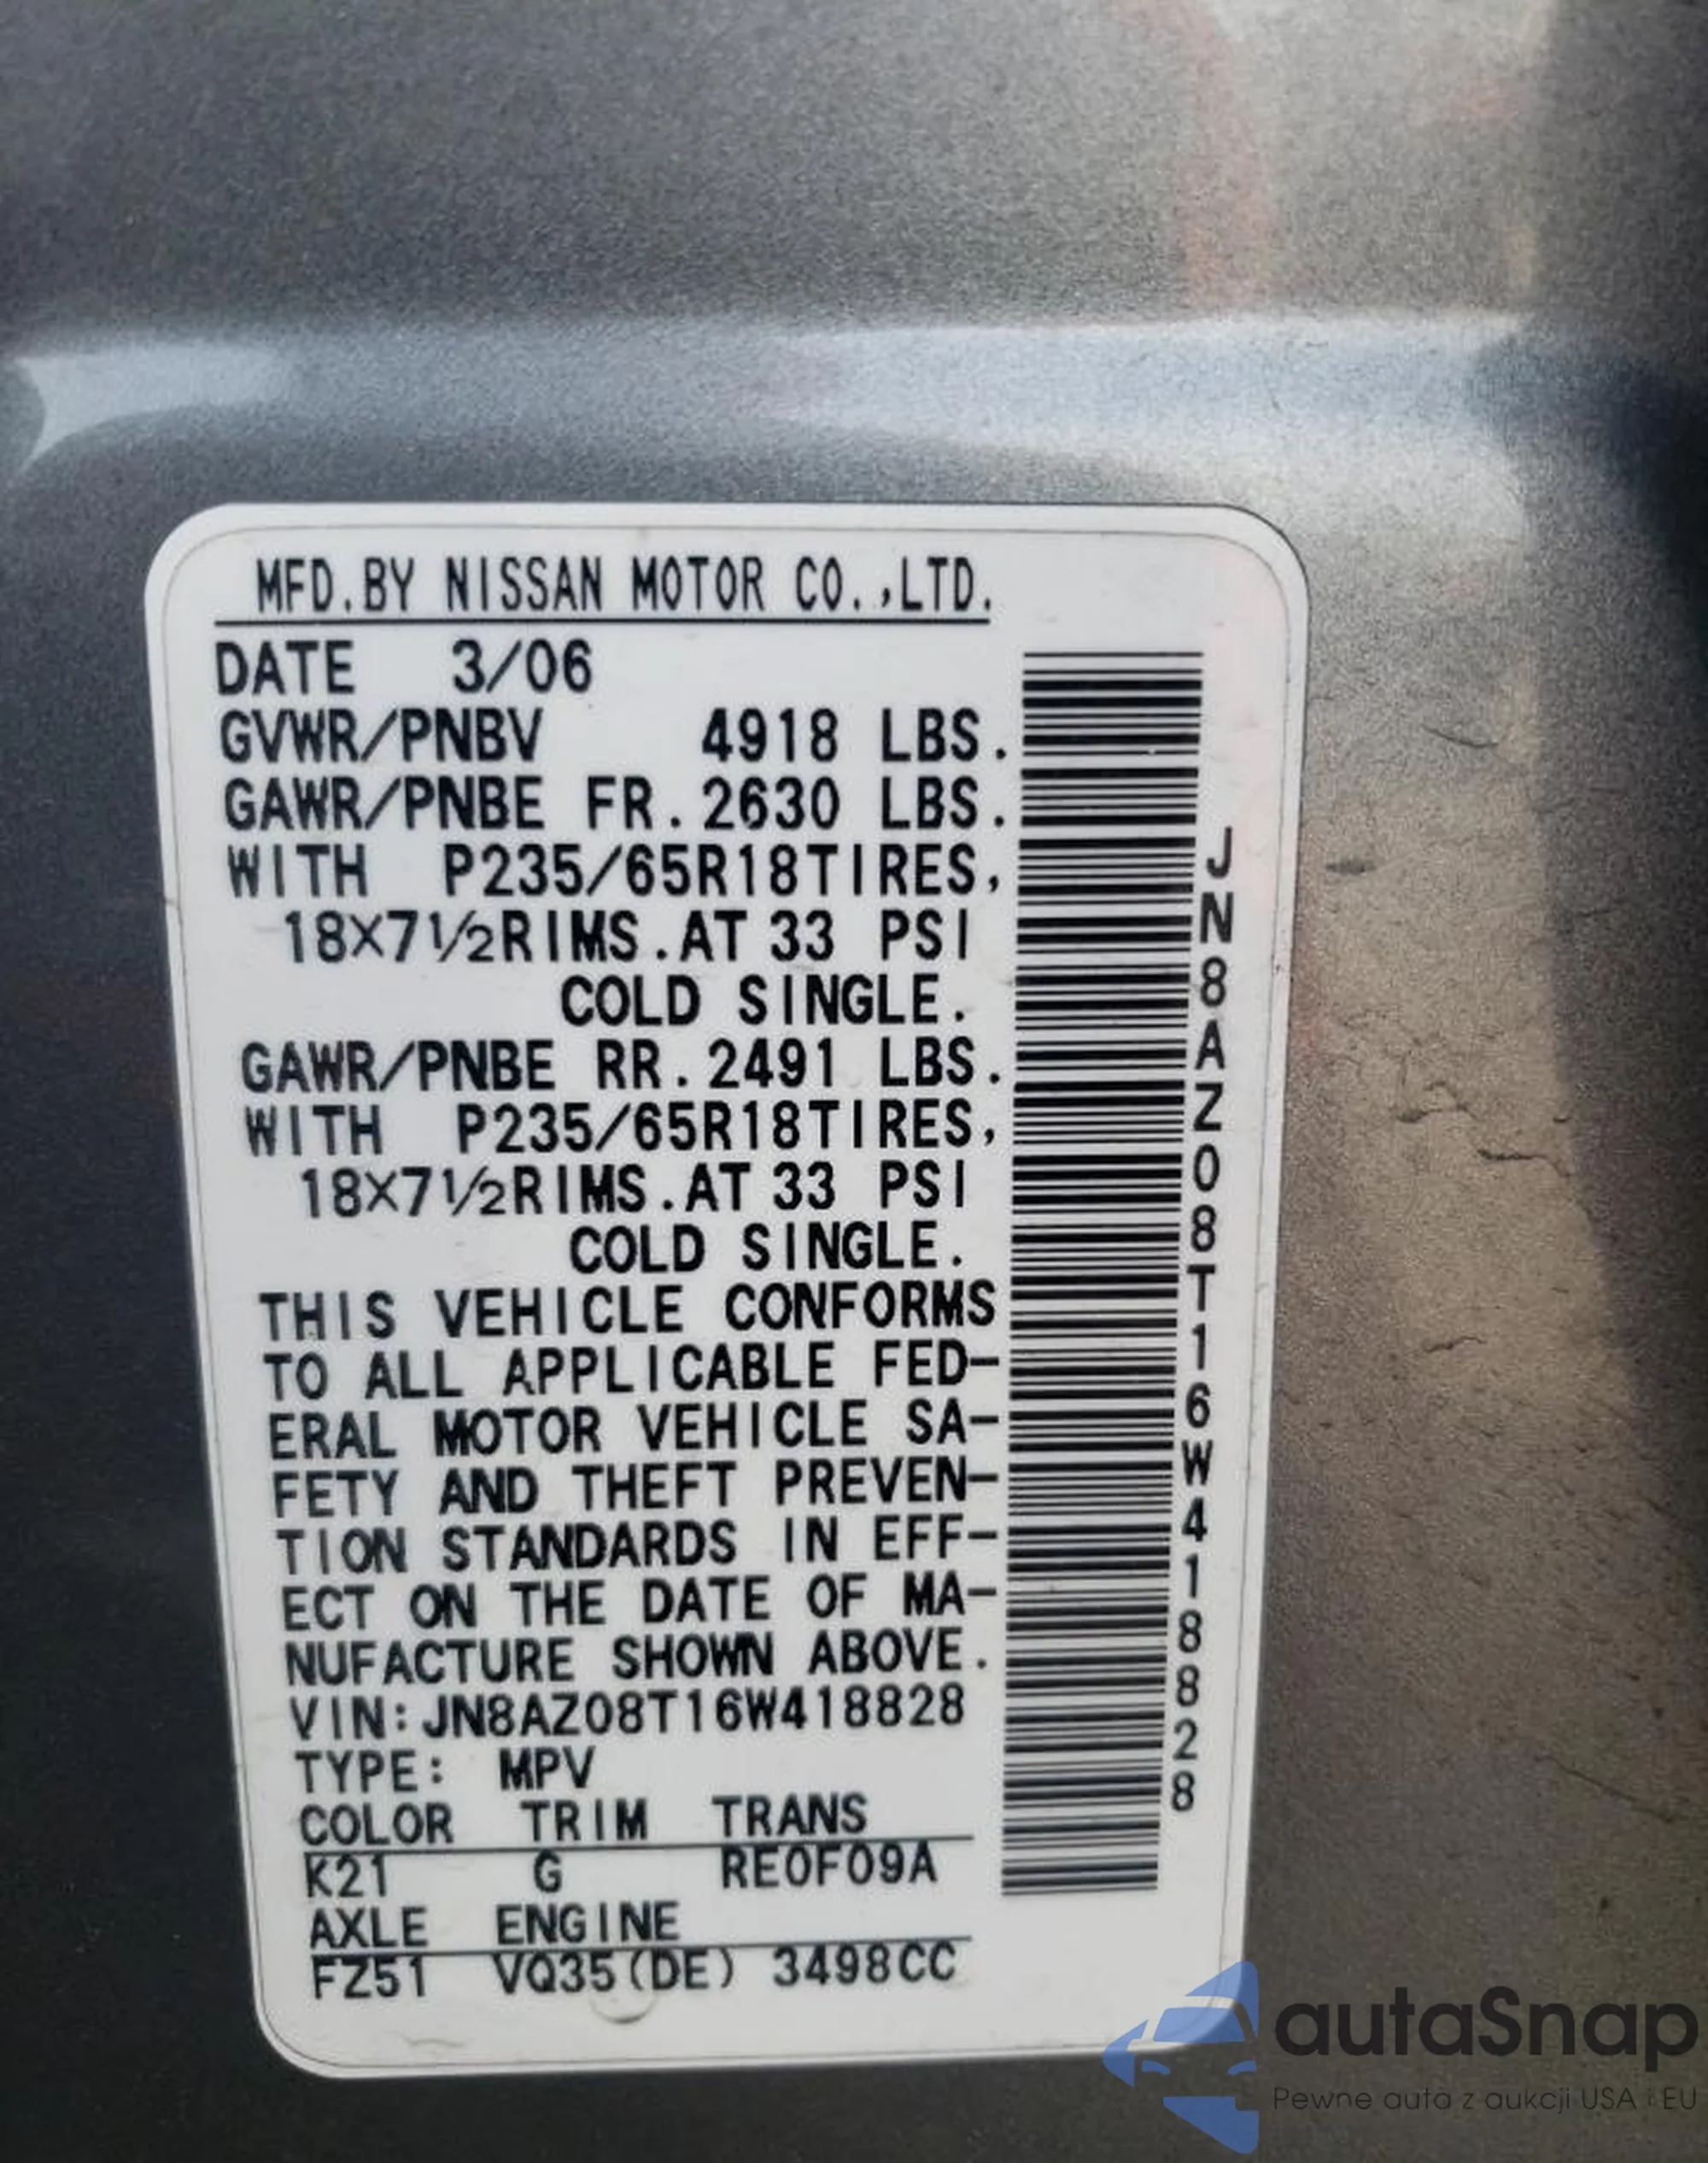 MFD.BY NISSAN MOTOR CO.,LTD.
DATE 3/06
GVWR/PNBV 4918 LBS.
GAWR/PNBE FR.2630 LBS.
WITH P235/65R18TIRES,
18X7½RIMS.AT 33 PSI
COLD SINGLE.
GAWR/PNBE RR.2491 LBS.
WITH P235/65R18TIRES,
18X7½RIMS.AT 33 PSI
COLD SINGLE.
THIS VEHICLE CONFORMS
TO ALL APPLICABLE FED-
ERAL MOTOR VEHICLE SA-
FETY AND THEFT PREVEN-
TION STANDARDS IN EFF-
ECT ON THE DATE OF MA-
NUFACTURE SHOWN ABOVE.
VIN:JN8AZ08T16W418828
TYPE: MPV
COLOR TRIM TRANS
K21 G RE0F09A
AXLE ENGINE
FZ51 VQ35(DE) 3498CC
JN8AZ08T16W418828
autaSnap
Pewne auta z aukcji USA i EU